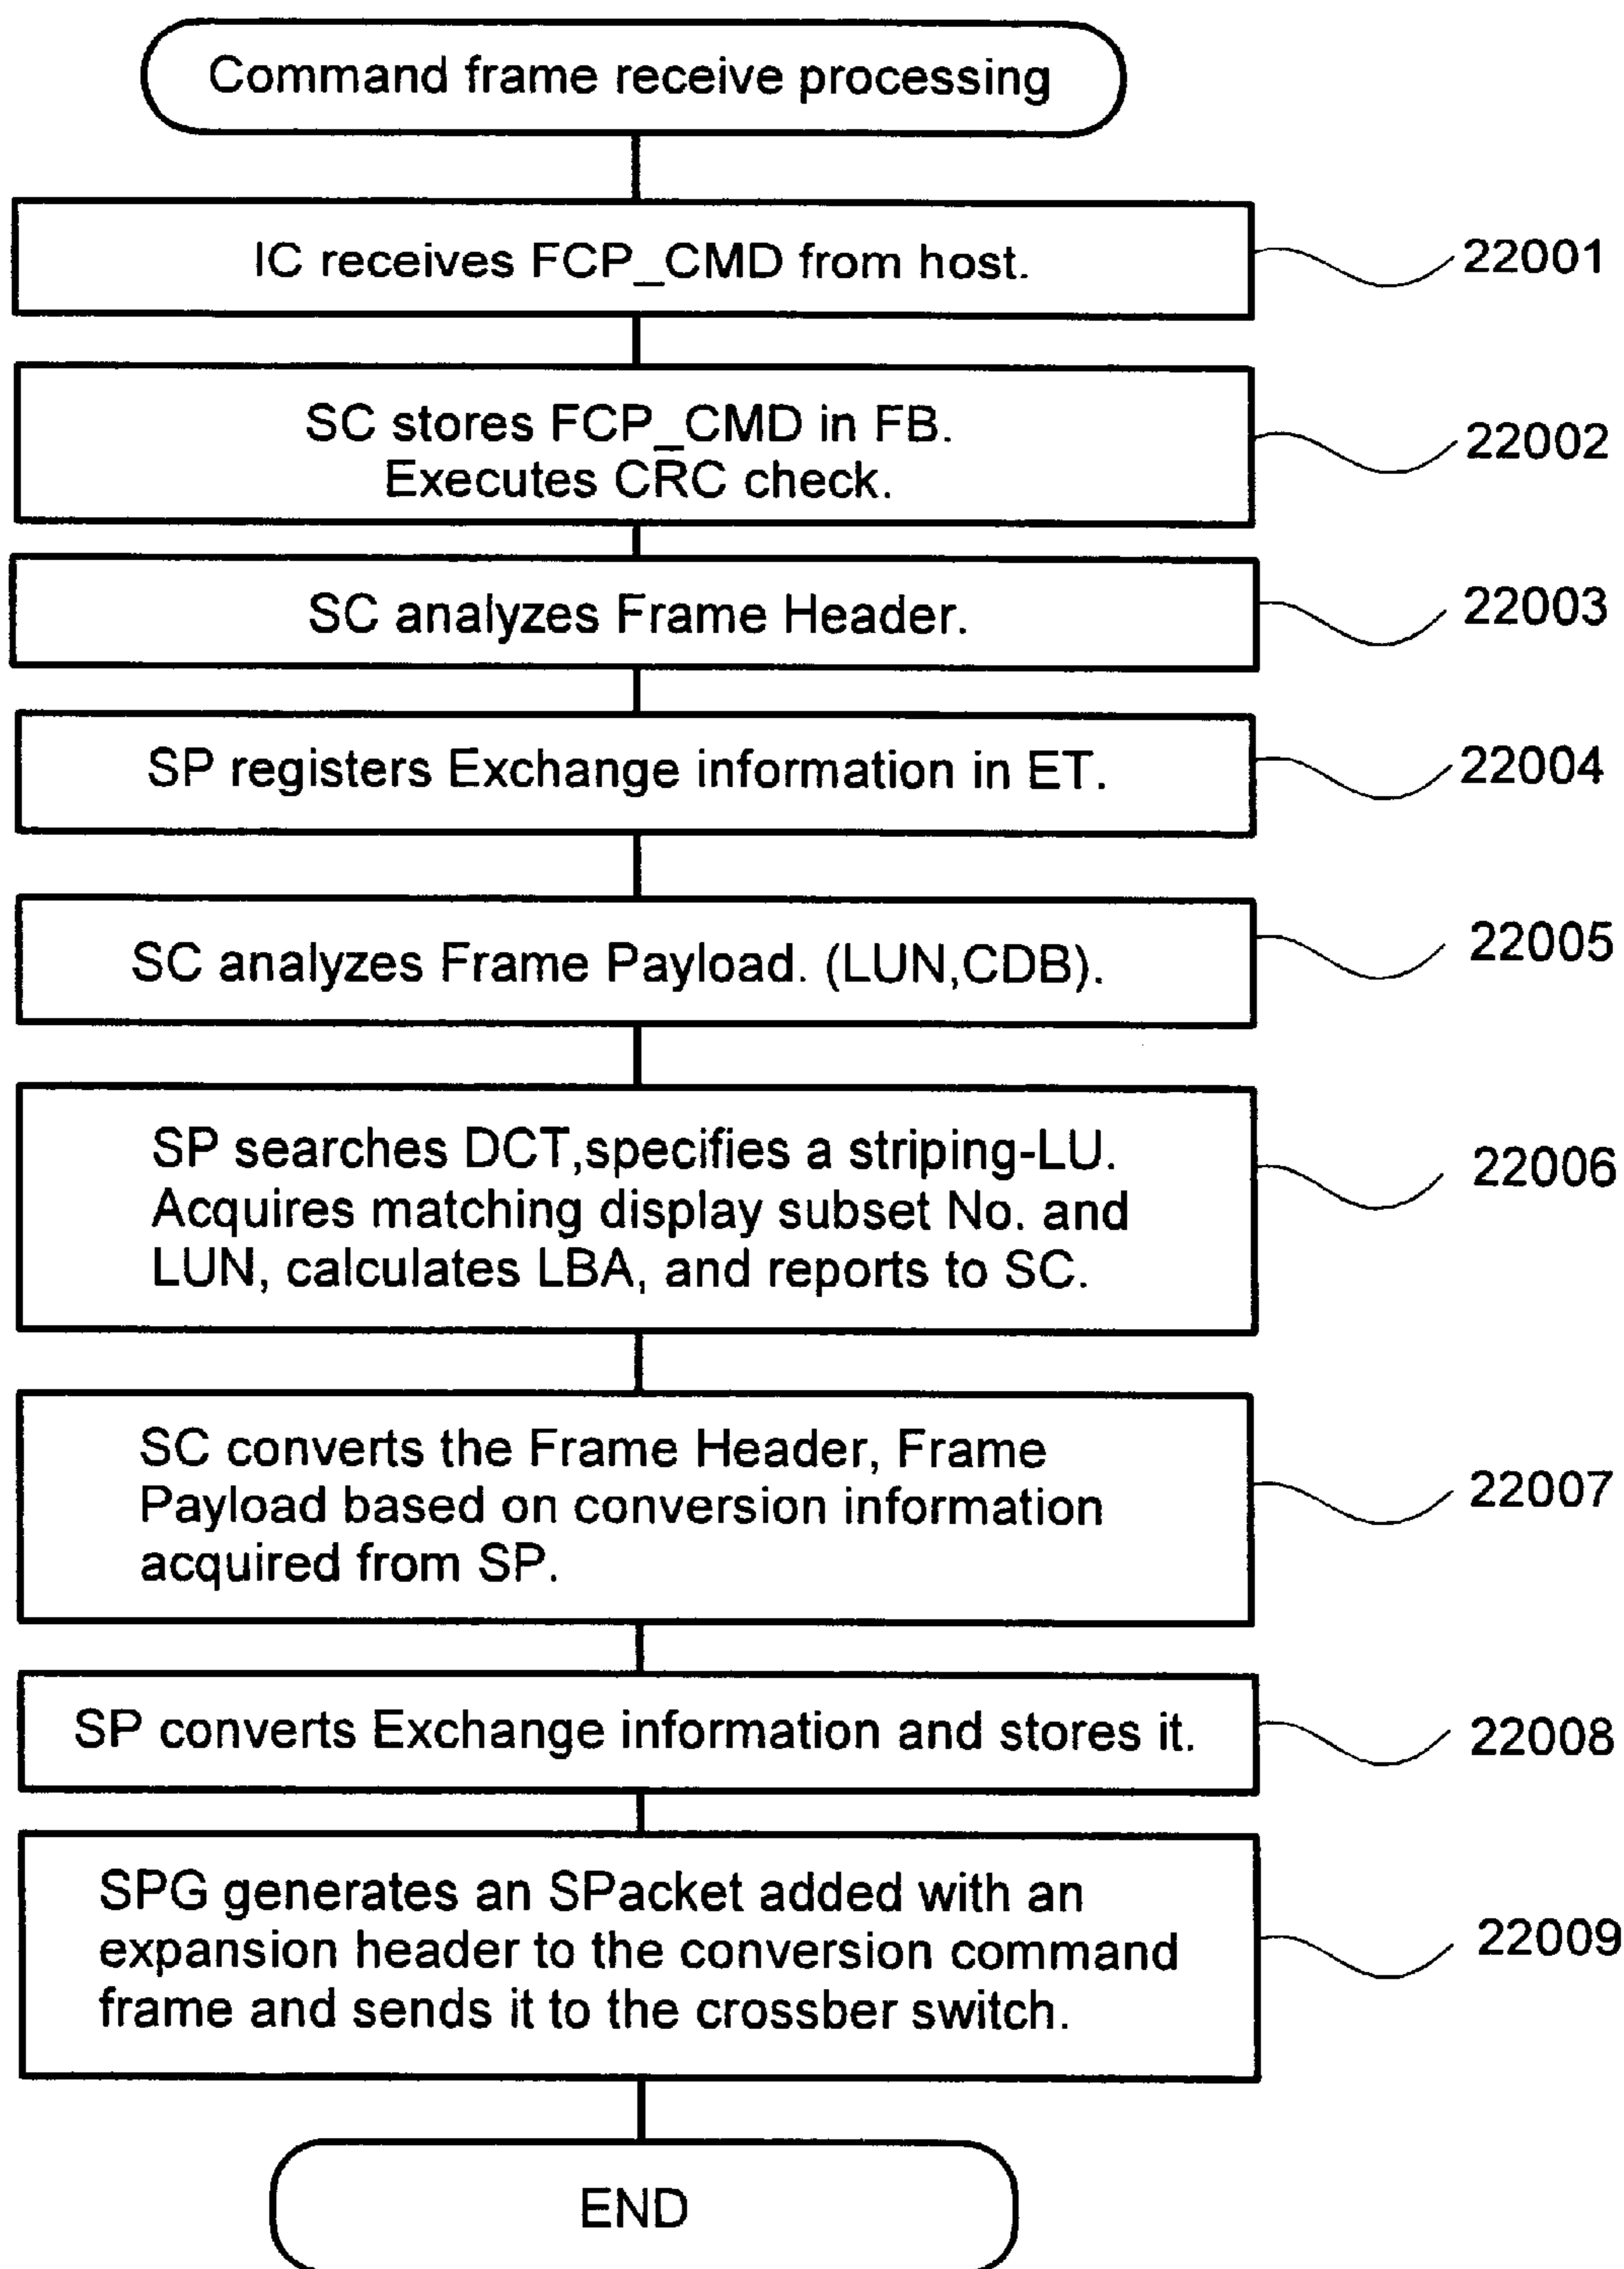 Command frame receive processing
IC receives FCP_CMD from host.
22001
SC stores FCP_CMD in FB.
Executes CRC check.
22002
SC analyzes Frame Header.
22003
SP registers Exchange information in ET.
22004
SC analyzes Frame Payload. (LUN,CDB).
22005
SP searches DCT,specifies a striping-LU.
Acquires matching display subset No. and
LUN, calculates LBA, and reports to SC.
22006
SC converts the Frame Header, Frame
Payload based on conversion information
acquired from SP.
22007
SP converts Exchange information and stores it.
22008
SPG generates an SPacket added with an
expansion header to the conversion command
frame and sends it to the crossber switch.
22009
END